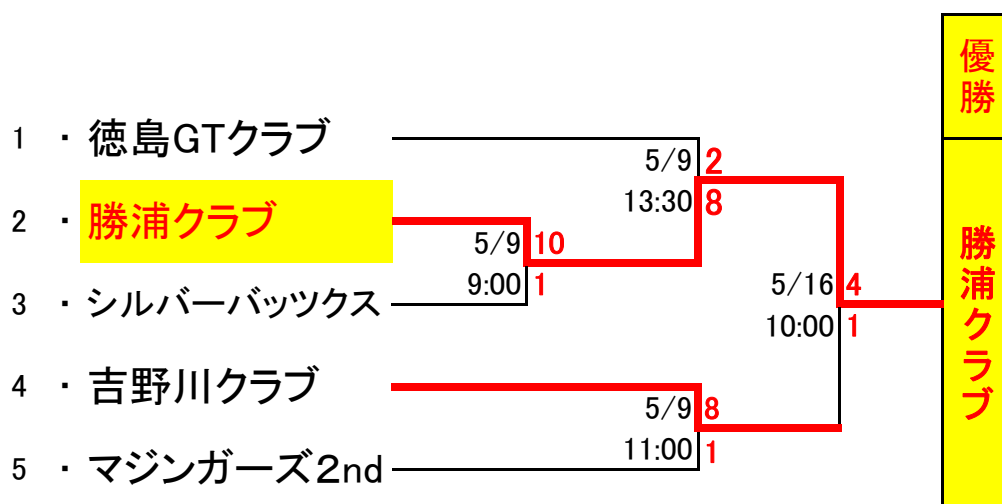 優勝
1 ・ 徳島GTクラブ
5/9 2
13:30 8
2 ・ 勝浦クラブ
5/9 10
9:00 1
3 ・ シルバーバックス
5/16 4
10:00 1
勝浦クラブ
4 ・ 吉野川クラブ
5/9 8
11:00 1
5 ・ マジンガーズ2nd